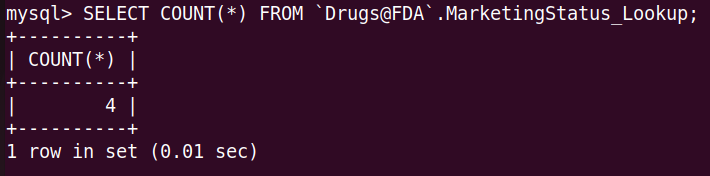 mysql> SELECT COUNT(*) FROM `Drugs@FDA`.MarketingStatus_Lookup;
+----------+
| COUNT(*) |
+----------+
|        4 |
+----------+
1 row in set (0.01 sec)